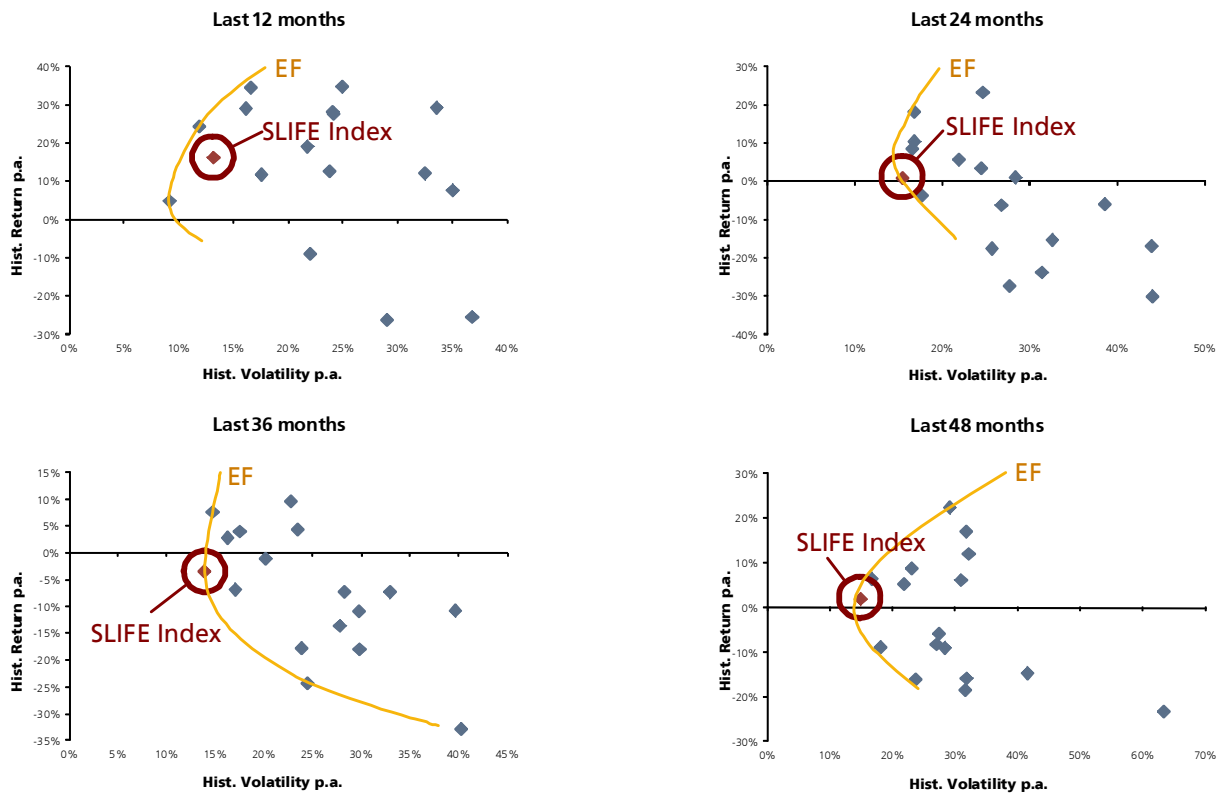 Last 12 months
40%
30%
20%
10%
0%
-10%
-20%
-30%
0% 5% 10% 15% 20% 25% 30% 35% 40%
Hist. Return p.a.
Hist. Volatility p.a.
EF
SLIFE Index
Last 24 months
30%
20%
10%
0%
-10%
-20%
-30%
-40%
0% 10% 20% 30% 40% 50%
Hist. Return p.a.
Hist. Volatility p.a.
EF
SLIFE Index
Last 36 months
15%
10%
5%
0%
-5%
-10%
-15%
-20%
-25%
-30%
-35%
0% 5% 10% 15% 20% 25% 30% 35% 40% 45%
Hist. Return p.a.
Hist. Volatility p.a.
EF
SLIFE Index
Last 48 months
30%
20%
10%
0%
-10%
-20%
-30%
0% 10% 20% 30% 40% 50% 60% 70%
Hist. Return p.a.
Hist. Volatility p.a.
EF
SLIFE Index